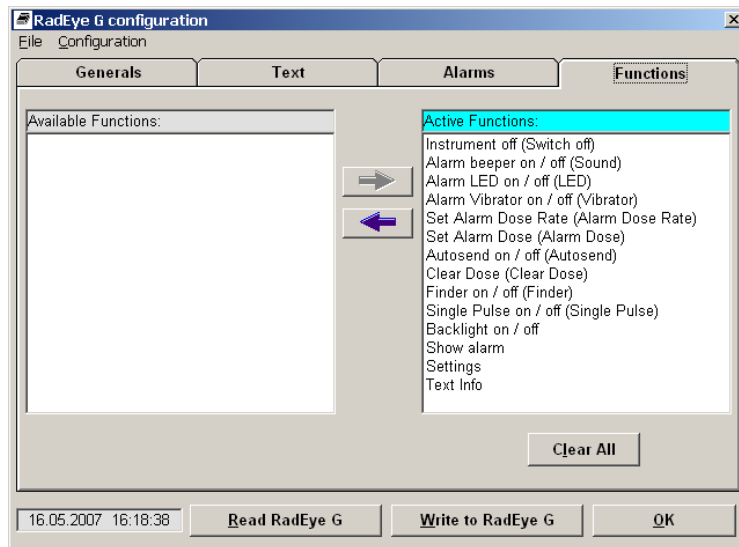 RadEye G configuration
File Configuration
Generals Text Alarms Functions
Available Functions:
Active Functions:
Instrument off (Switch off)
Alarm beeper on / off (Sound)
Alarm LED on / off (LED)
Alarm Vibrator on / off (Vibrator)
Set Alarm Dose Rate (Alarm Dose Rate)
Set Alarm Dose (Alarm Dose)
Autosend on / off (Autosend)
Clear Dose (Clear Dose)
Finder on / off (Finder)
Single Pulse on / off (Single Pulse)
Backlight on / off
Show alarm
Settings
Text Info
Clear All
16.05.2007 16:18:38 Read RadEye G Write to RadEye G OK